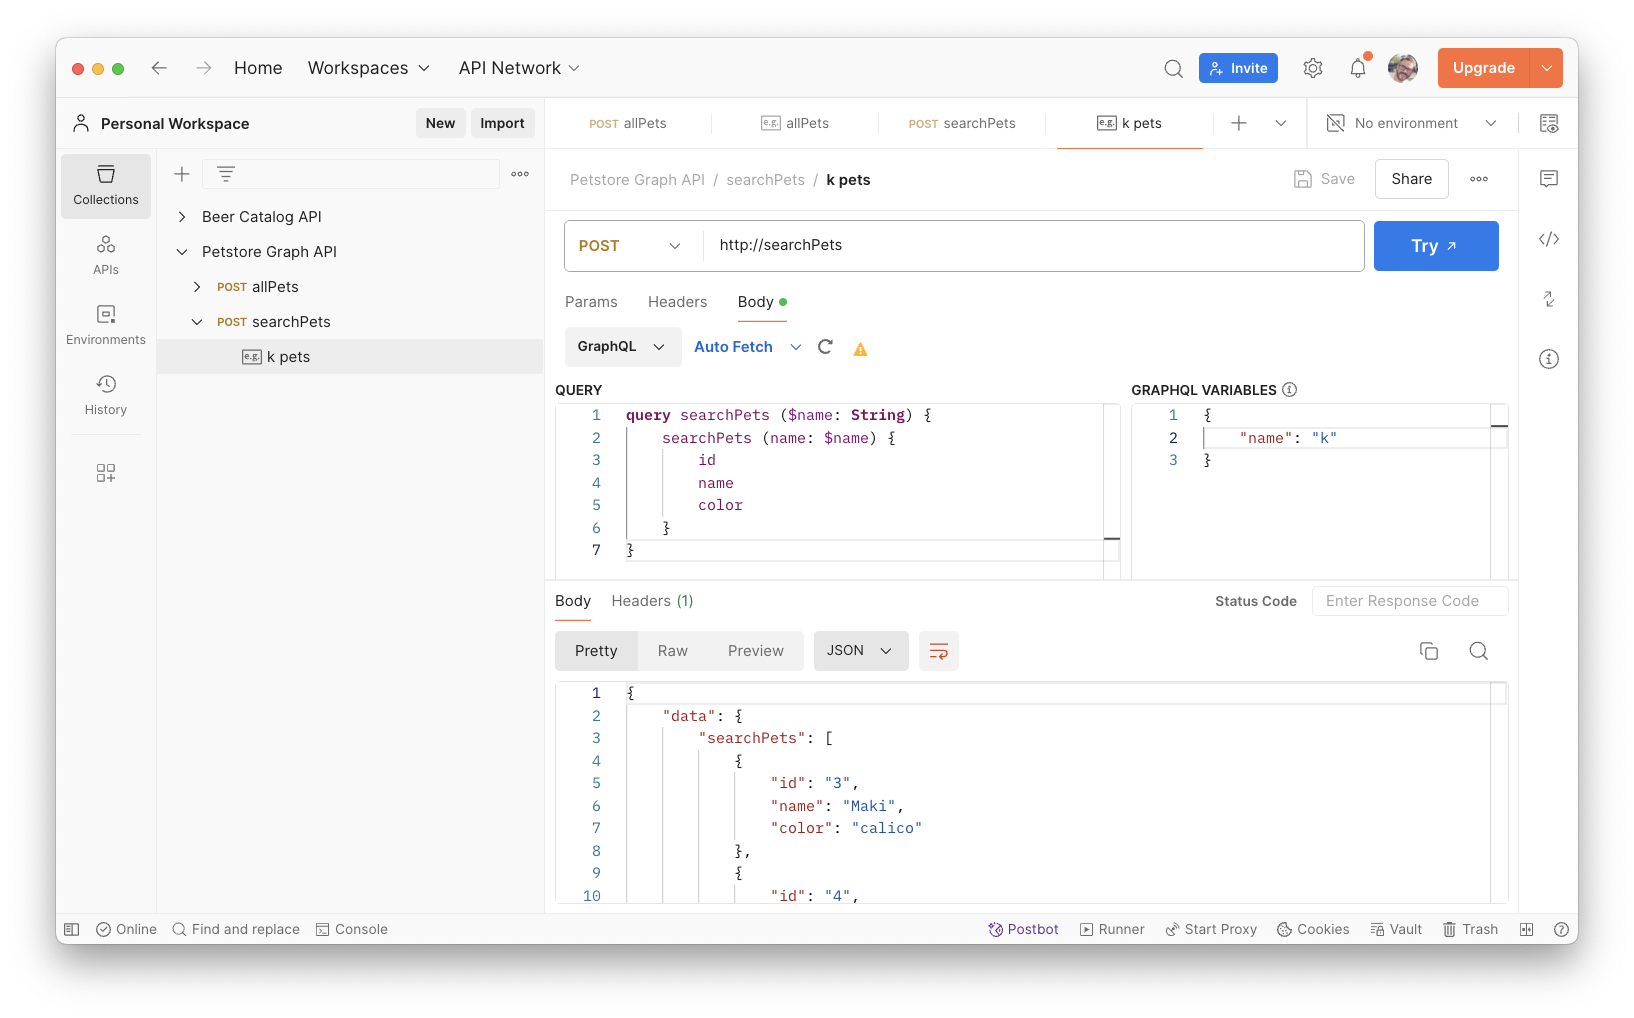 Home Workspaces API Network Invite Upgrade
Personal Workspace New Import
POST allPets e.g. allPets POST searchPets e.g. k pets No environment
Collections
APIs
Environments
History
Beer Catalog API
Petstore Graph API
POST allPets
POST searchPets
e.g. k pets
Petstore Graph API / searchPets / k pets Save Share
POST http://searchPets Try
Params Headers Body
GraphQL Auto Fetch
QUERY
1 query searchPets ($name: String) {
2 searchPets (name: $name) {
3 id
4 name
5 color
6 }
7 }
GRAPHQL VARIABLES
1 {
2 "name": "k"
3 }
Body Headers (1) Status Code Enter Response Code
Pretty Raw Preview JSON
1 {
2 "data": {
3 "searchPets": [
4 {
5 "id": "3",
6 "name": "Maki",
7 "color": "calico"
8 },
9 {
10 "id": "4",
Online Find and replace Console Postbot Runner Start Proxy Cookies Vault Trash